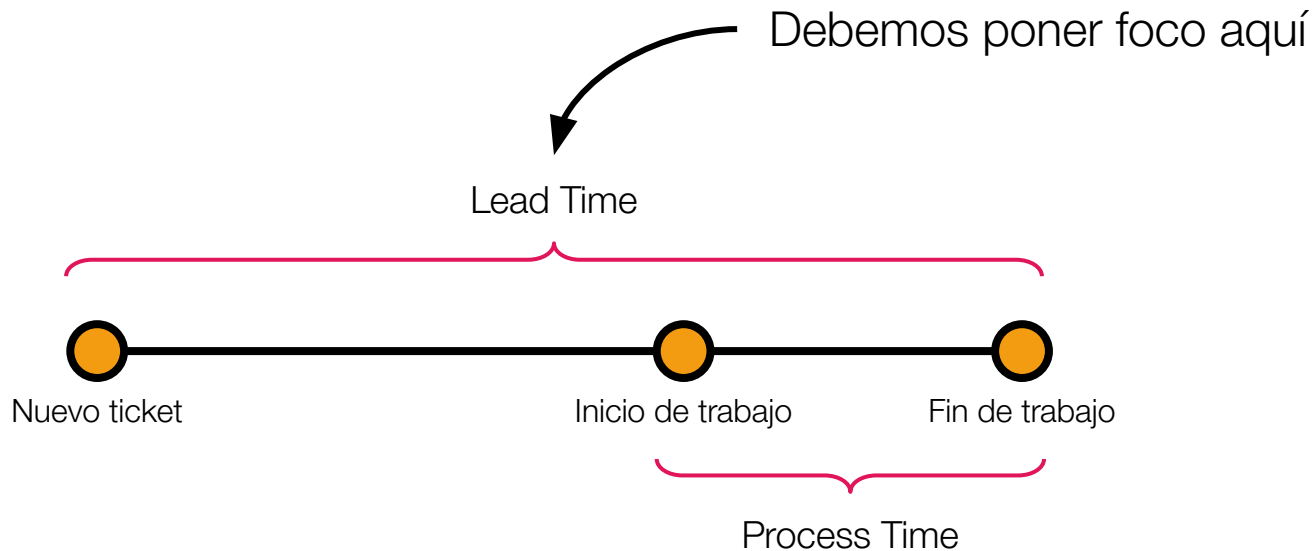 Debemos poner foco aquí
Lead Time
Nuevo ticket
Inicio de trabajo
Fin de trabajo
Process Time